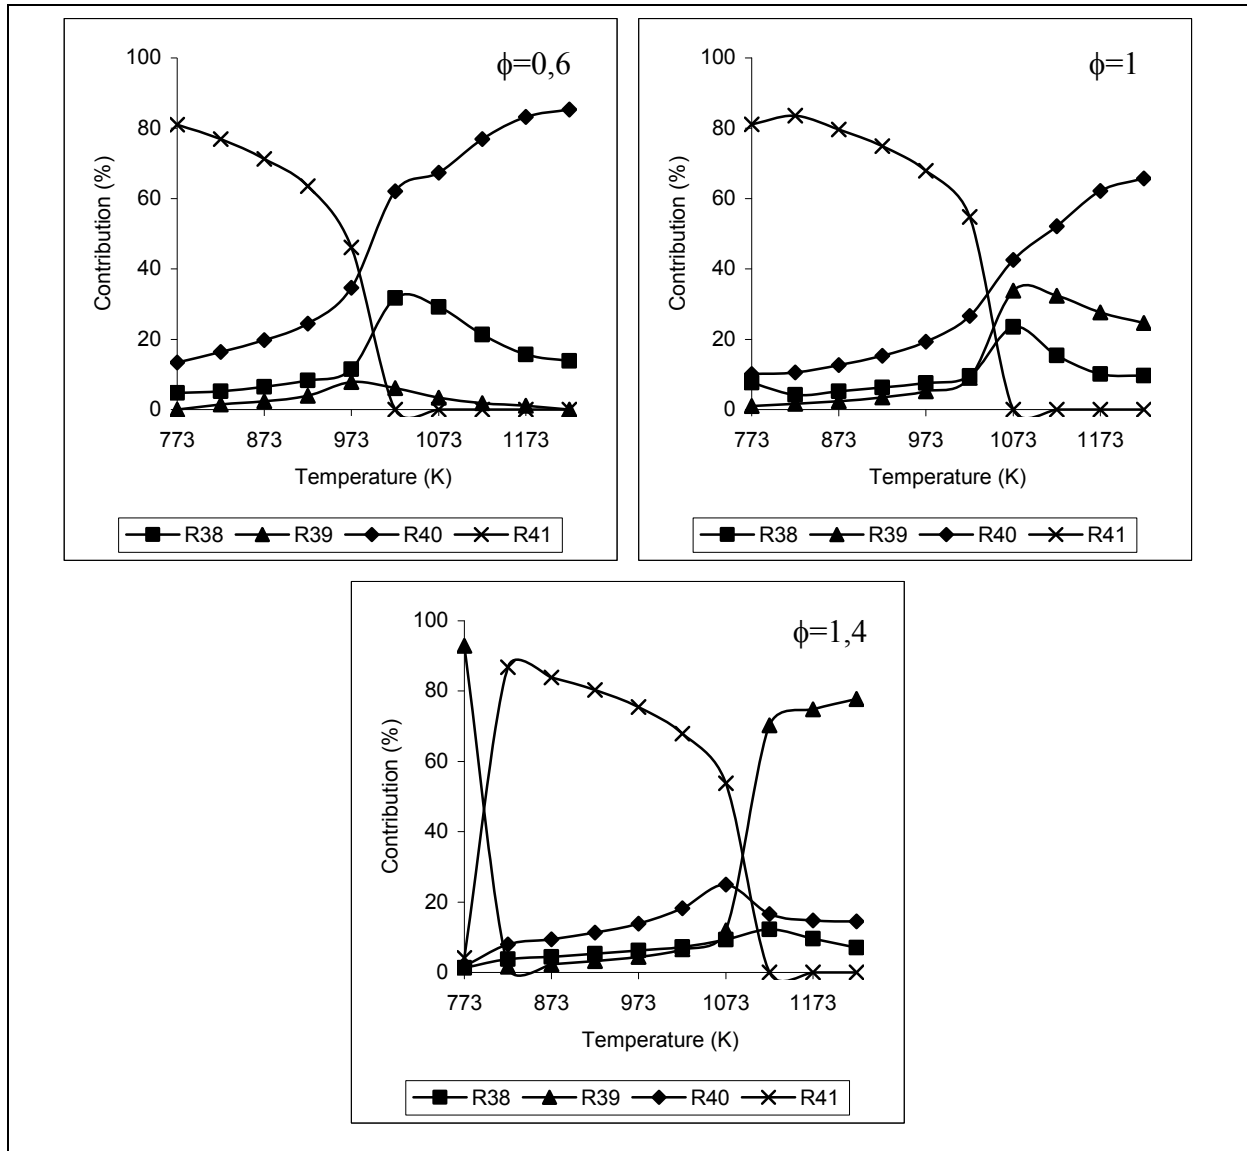 ϕ=0,6
100
80
60
40
20
0
Contribution (%)
773 873 973 1073 1173
Temperature (K)
R38 R39 R40 R41
ϕ=1
100
80
60
40
20
0
Contribution (%)
773 873 973 1073 1173
Temperature (K)
R38 R39 R40 R41
ϕ=1,4
100
80
60
40
20
0
Contribution (%)
773 873 973 1073 1173
Temperature (K)
R38 R39 R40 R41